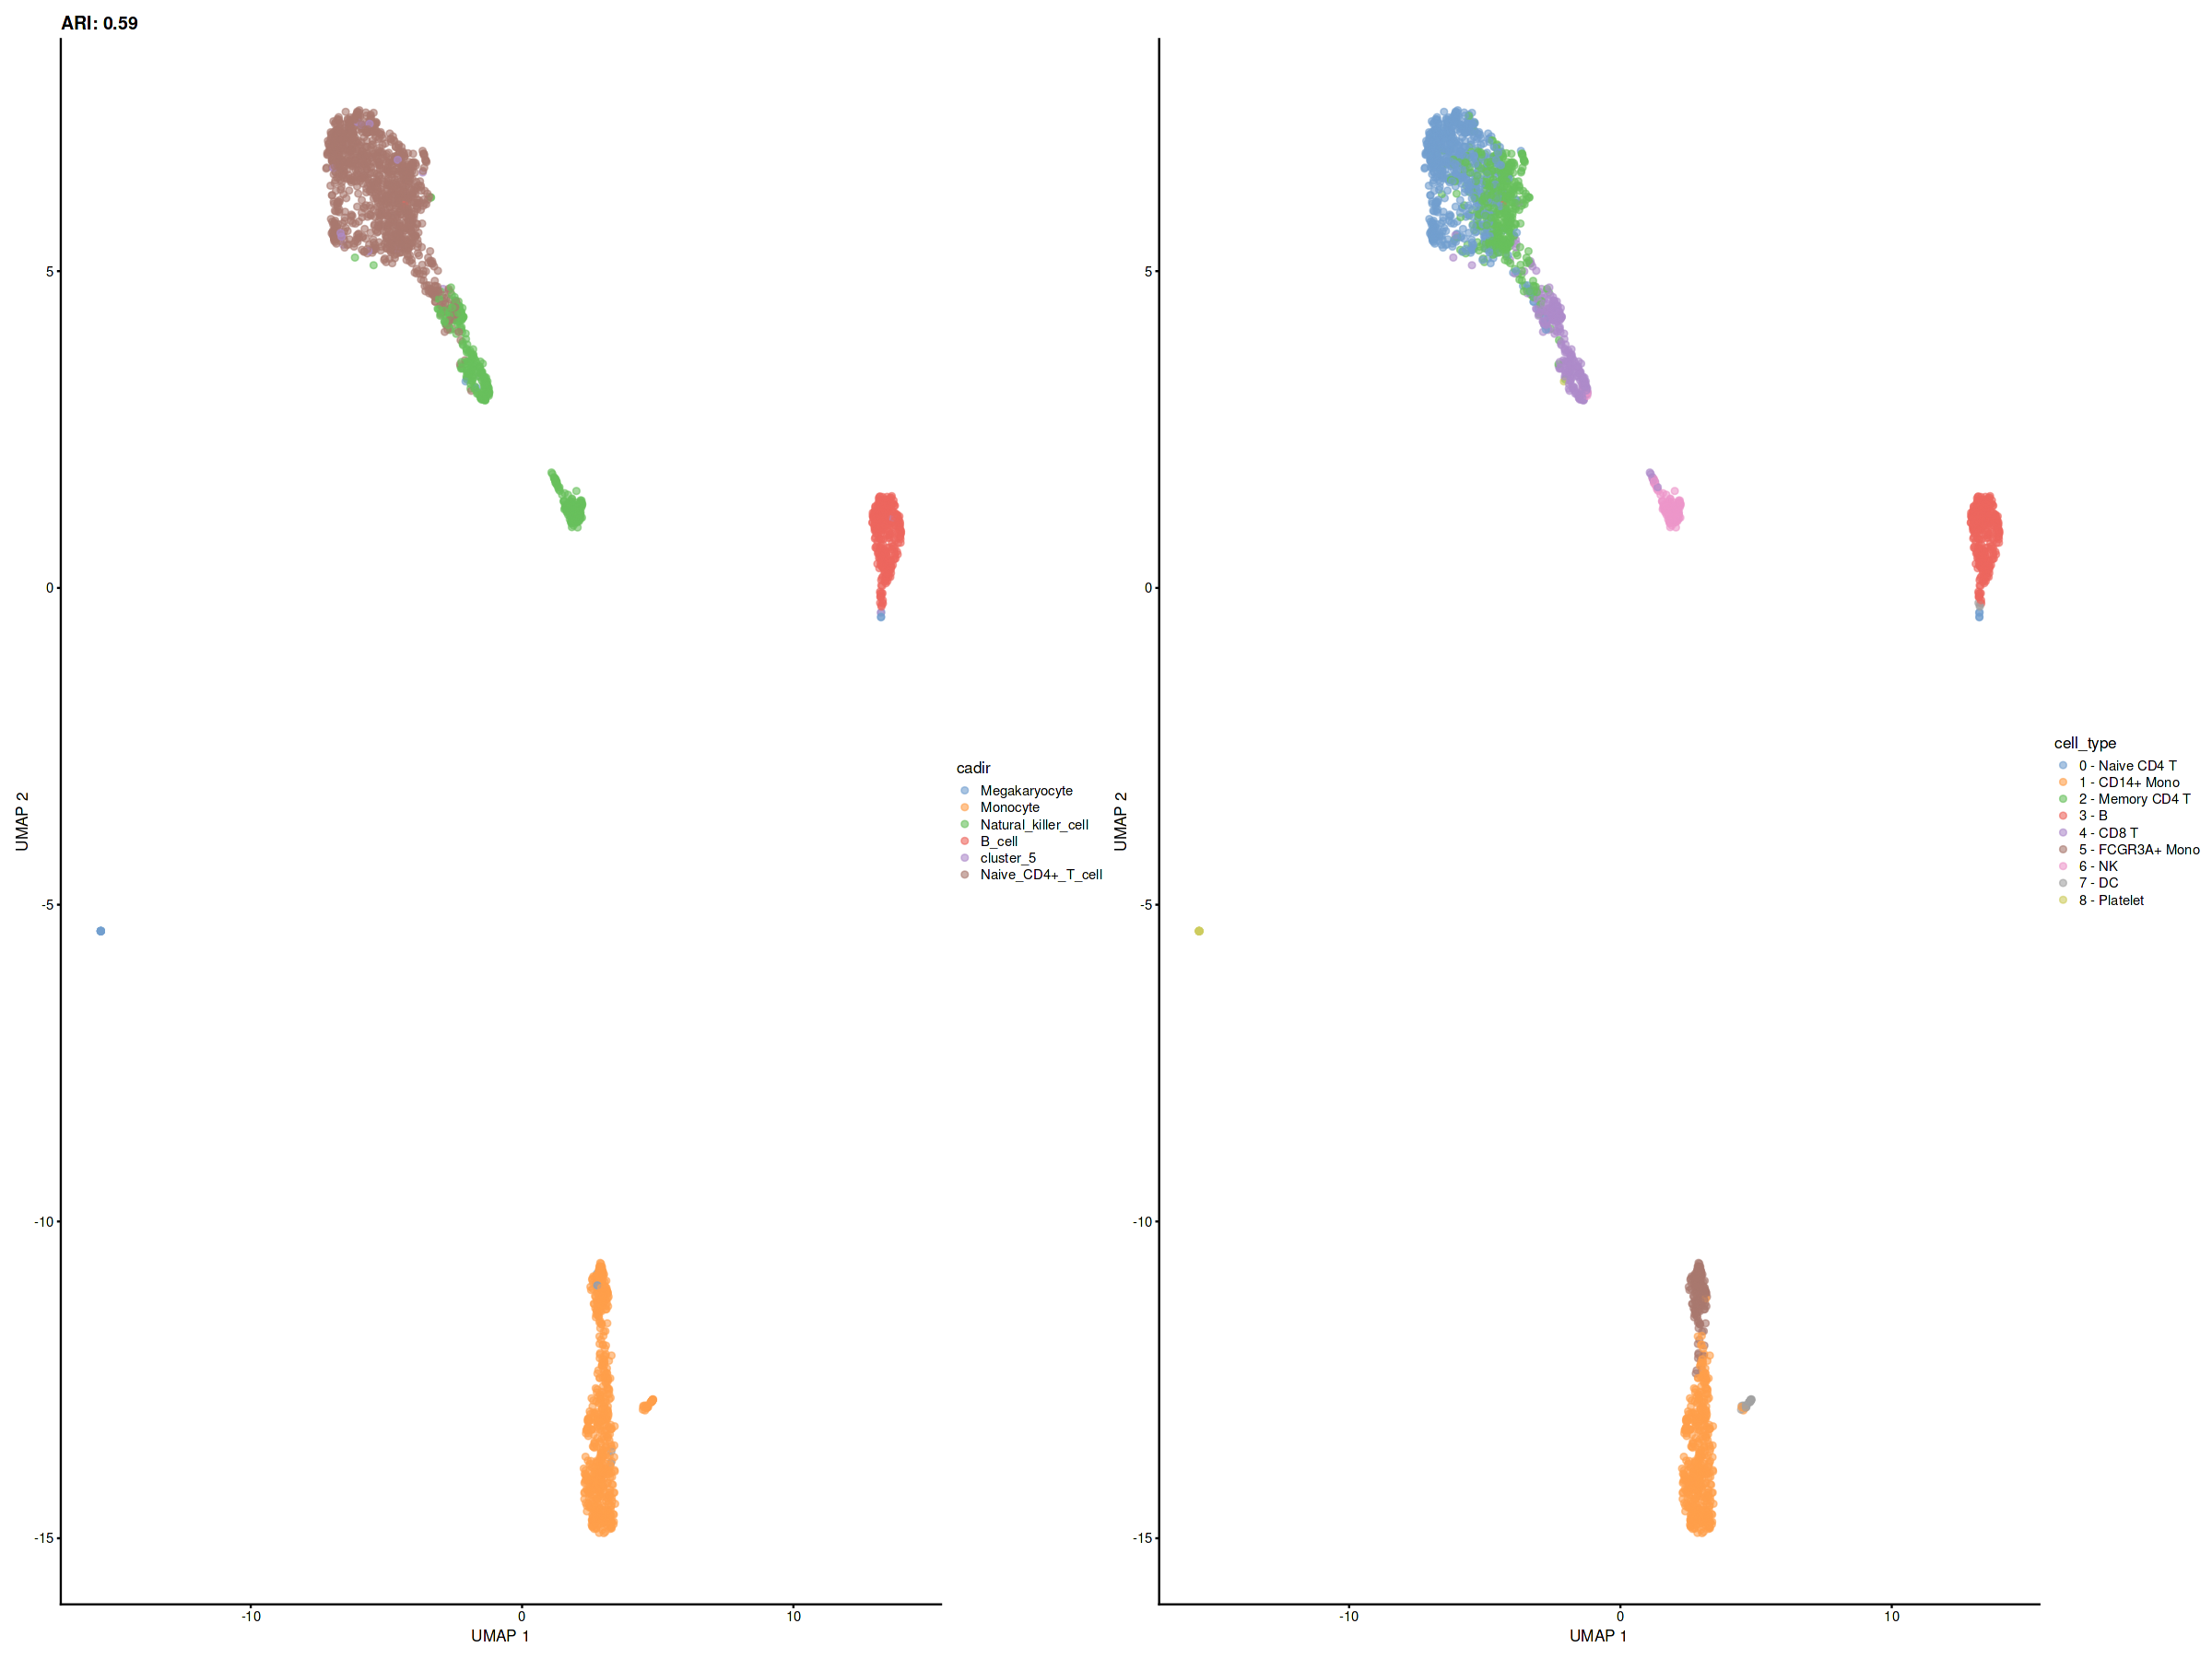 ARI: 0.59
5
0
-5
-10
-15
-10
0
10
UMAP 1
UMAP 2
cadir
Megakaryocyte
Monocyte
Natural_killer_cell
B_cell
cluster_5
Naive_CD4+_T_cell
5
0
-5
-10
-15
-10
0
10
UMAP 1
UMAP 2
cell_type
0 - Naive CD4 T
1 - CD14+ Mono
2 - Memory CD4 T
3 - B
4 - CD8 T
5 - FCGR3A+ Mono
6 - NK
7 - DC
8 - Platelet